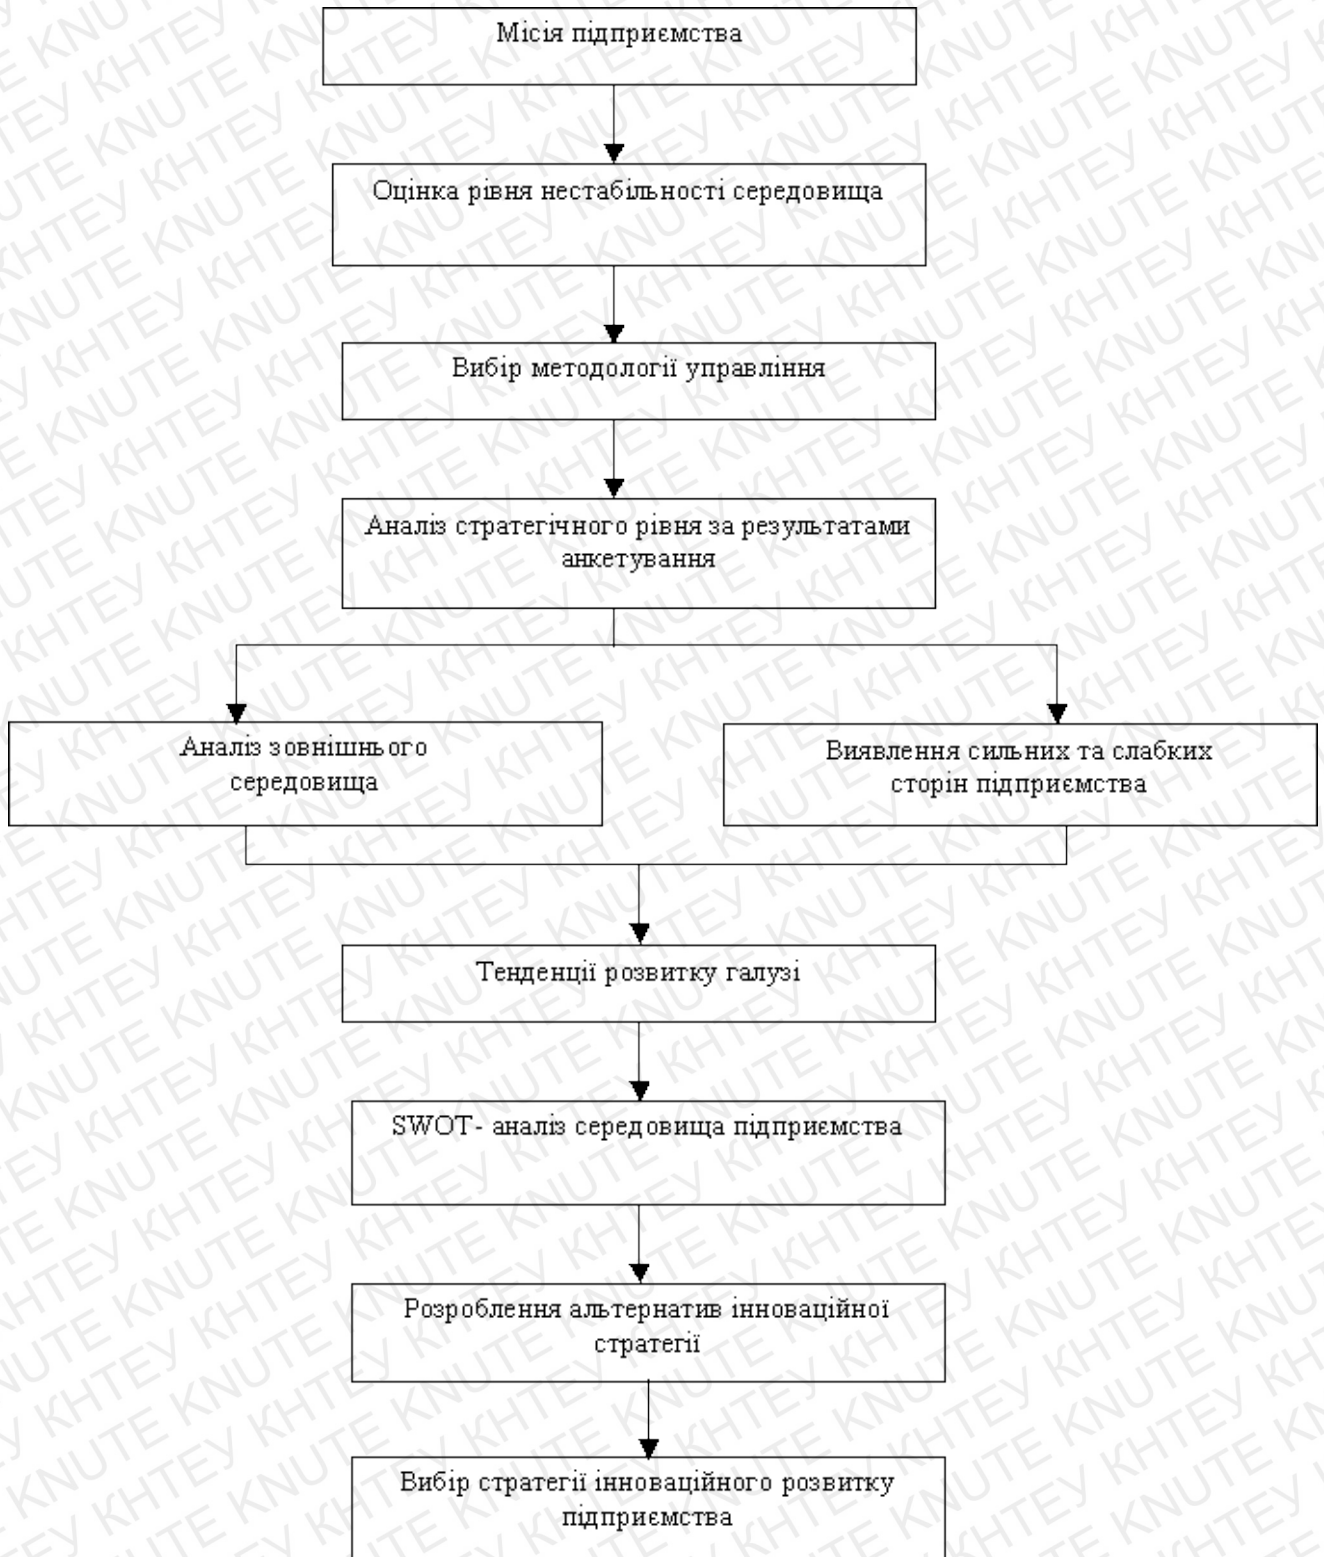 Місія підприємства
Оцінка рівня нестабільності середовища
Вибір методології управління
Аналіз стратегічного рівня за результатами
анкетування
Аналіз зовнішнього
середовища
Виявлення сильних та слабких
сторін підприємства
Тенденції розвитку галузі
SWOT- аналіз середовища підприємства
Розроблення альтернатив інноваційної
стратегії
Вибір стратегії інноваційного розвитку
підприємства